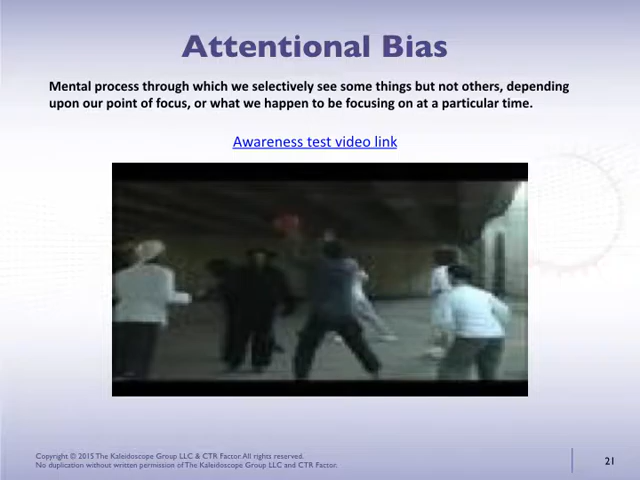 Attentional Bias
Mental process through which we selectively see some things but not others, depending
upon our point of focus, or what we happen to be focusing on at a particular time.
Awareness test video link
Copyright © 2015 The Kaleidoscope Group LLC & CTR Factor. All rights reserved.
No duplication without written permission of The Kaleidoscope Group LLC and CTR Factor.
21